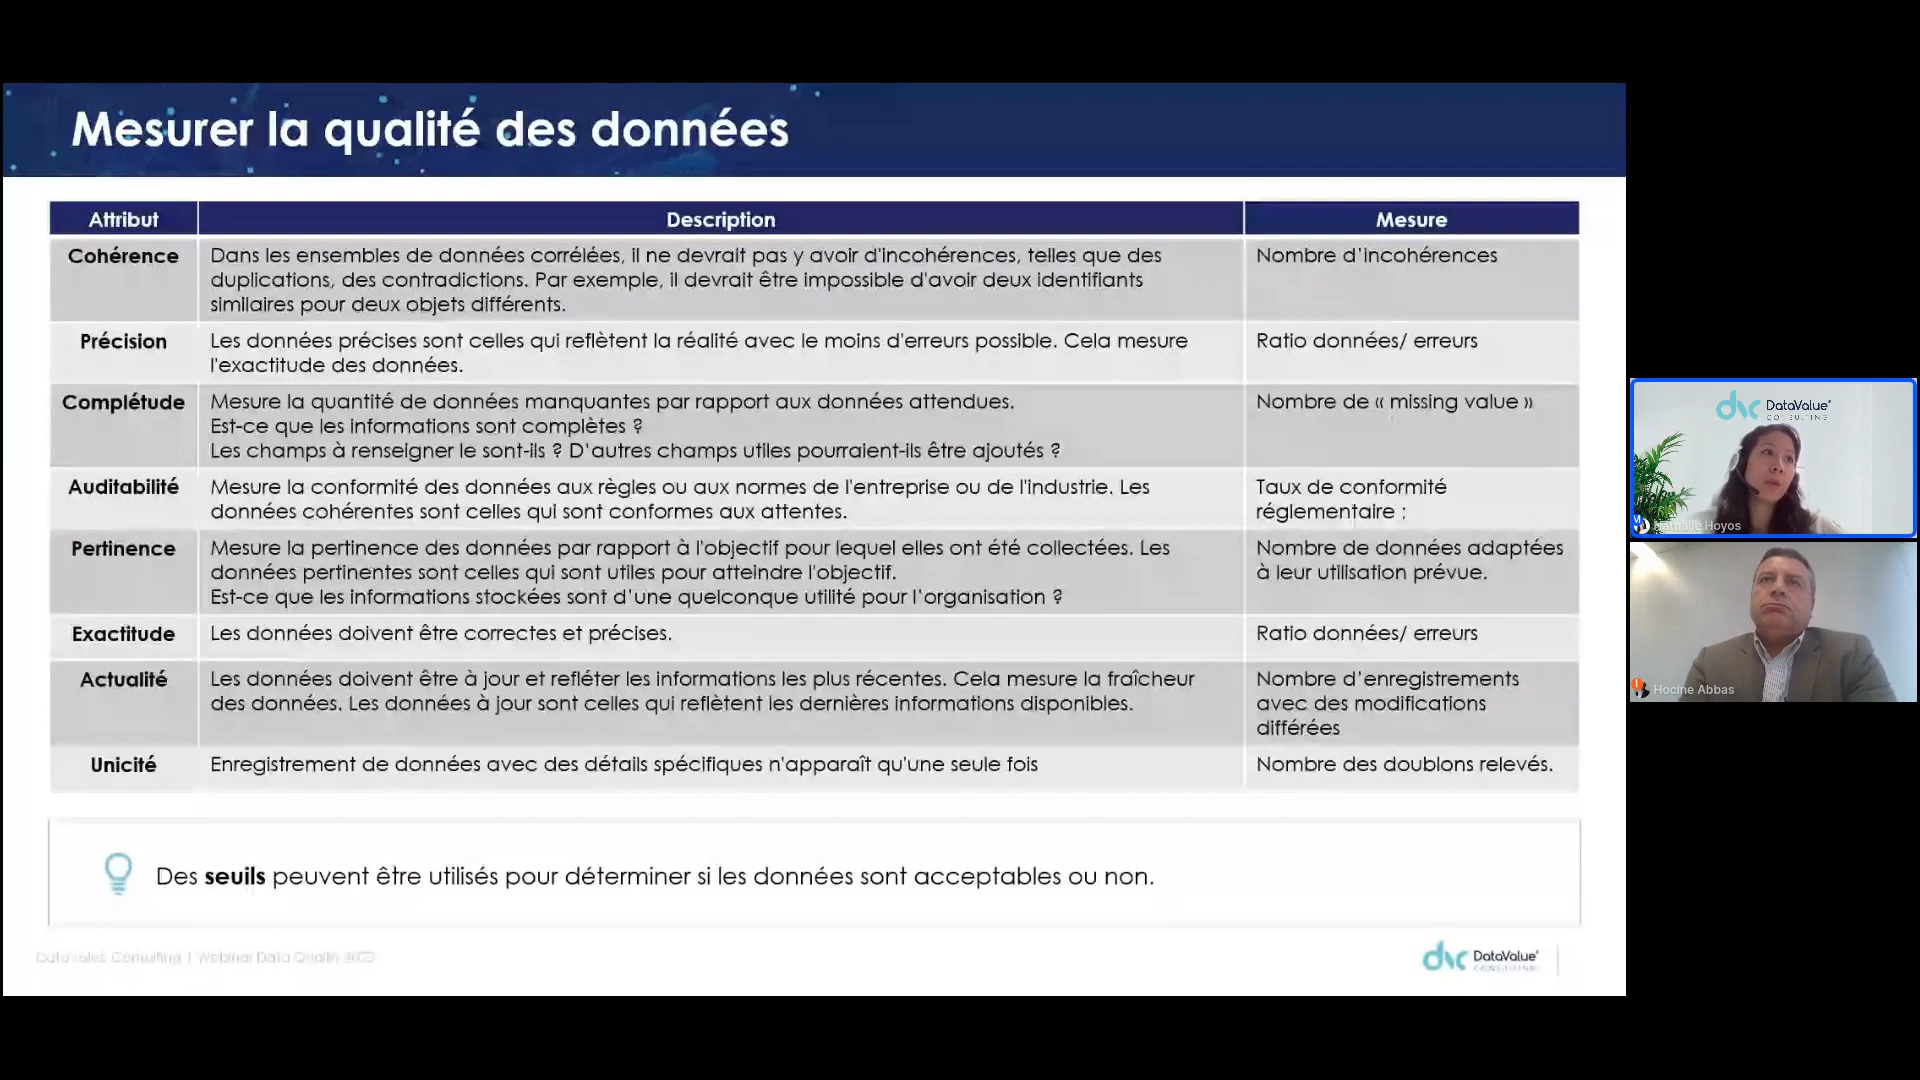 Mesurer la qualité des données
Attribut Description Mesure
Cohérence Dans les ensembles de données corrélées, il ne devrait pas y avoir d'incohérences, telles que des Nombre d'incohérences
duplications, des contradictions. Par exemple, il devrait être impossible d'avoir deux identifiants
similaires pour deux objets différents.
Précision Les données précises sont celles qui reflètent la réalité avec le moins d'erreurs possible. Cela mesure Ratio données/ erreurs
l'exactitude des données.
Complétude Mesure la quantité de données manquantes par rapport aux données attendues. Nombre de « missing value »
Est-ce que les informations sont complètes ?
Les champs à renseigner le sont-ils ? D'autres champs utiles pourraient-ils être ajoutés ?
Auditabilité Mesure la conformité des données aux règles ou aux normes de l'entreprise ou de l'industrie. Les Taux de conformité
données cohérentes sont celles qui sont conformes aux attentes. réglementaire ;
Pertinence Mesure la pertinence des données par rapport à l'objectif pour lequel elles ont été collectées. Les Nombre de données adaptées
données pertinentes sont celles qui sont utiles pour atteindre l'objectif. à leur utilisation prévue.
Est-ce que les informations stockées sont d'une quelconque utilité pour l'organisation ?
Exactitude Les données doivent être correctes et précises. Ratio données/ erreurs
Actualité Les données doivent être à jour et refléter les informations les plus récentes. Cela mesure la fraîcheur Nombre d'enregistrements
des données. Les données à jour sont celles qui reflètent les dernières informations disponibles. avec des modifications
différées
Unicité Enregistrement de données avec des détails spécifiques n'apparaît qu'une seule fois Nombre des doublons relevés.
Des seuils peuvent être utilisés pour déterminer si les données sont acceptables ou non.
DataValue Consulting | Webinar Data Quality
dvc DataValue
CONSULTING
dvc DataValue
CONSULTING
Nathalie Hoyos
Hocine Abbas